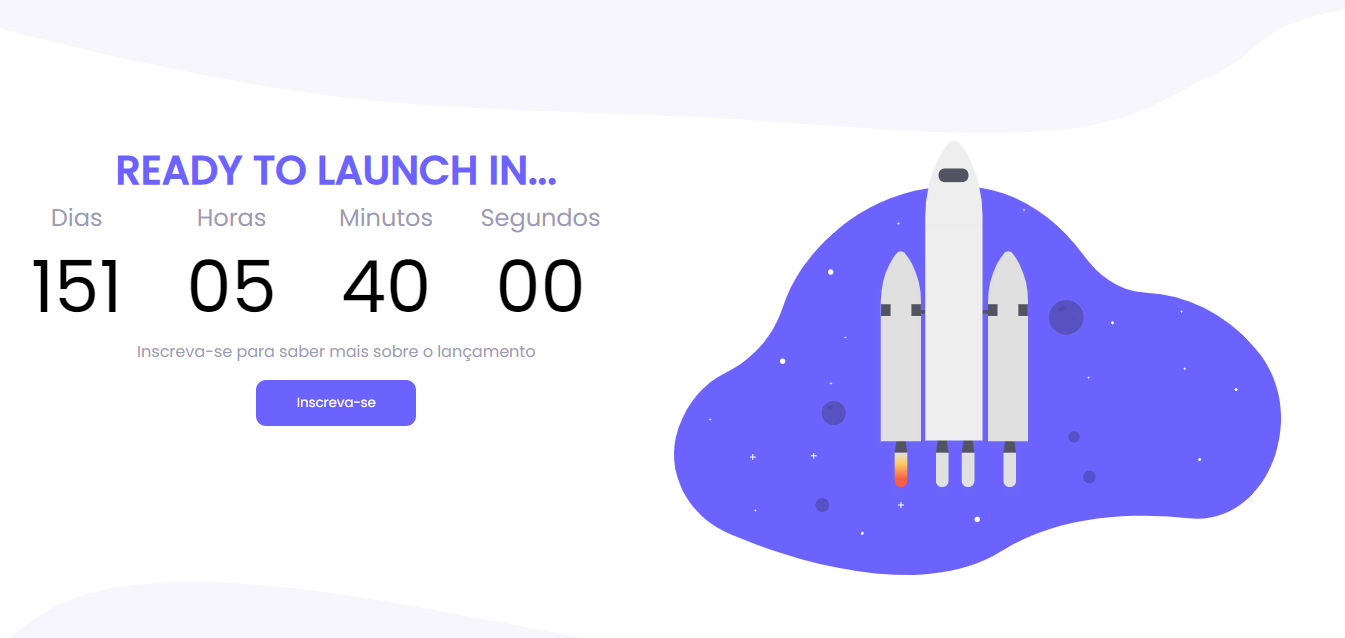 READY TO LAUNCH IN...
Dias Horas Minutos Segundos
151 05 40 00
Inscreva-se para saber mais sobre o lançamento
Inscreva-se